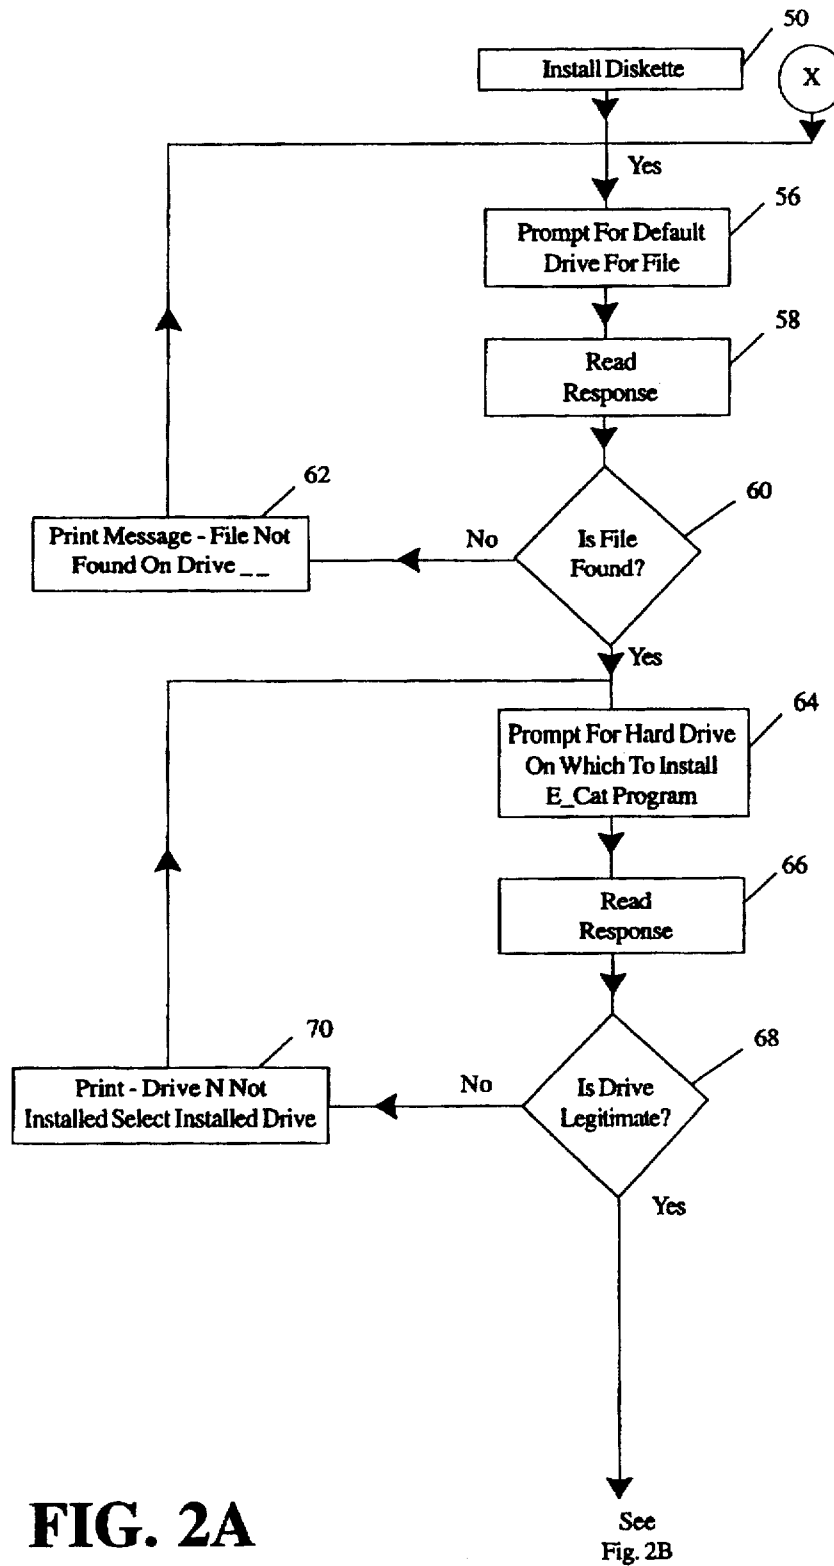 50
Install Diskette
X
Yes
56
Prompt For Default
Drive For File
58
Read
Response
60
Is File
Found?
No
62
Print Message - File Not
Found On Drive _ _
Yes
64
Prompt For Hard Drive
On Which To Install
E_Cat Program
66
Read
Response
68
Is Drive
Legitimate?
No
70
Print - Drive N Not
Installed Select Installed Drive
Yes
See
Fig. 2B
FIG. 2A